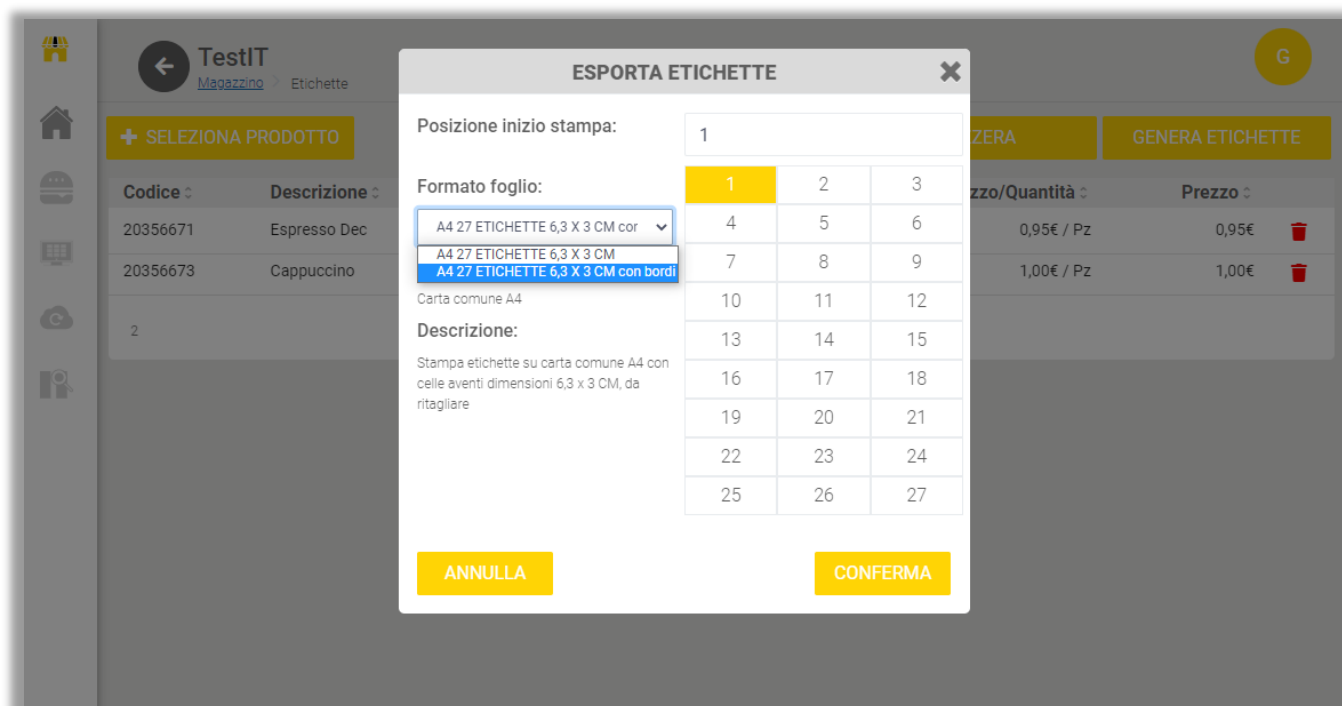 TestIT
Magazzino > Etichette
G
+ SELEZIONA PRODOTTO
GENERA ETICHETTE
Codice
Descrizione
Prezzo
20356671
Espresso Dec
0,95€ / Pz
0,95€
20356673
Cappuccino
1,00€ / Pz
1,00€
2
ESPORTA ETICHETTE
Posizione inizio stampa:
1
Formato foglio:
A4 27 ETICHETTE 6,3 X 3 CM cor
A4 27 ETICHETTE 6,3 X 3 CM
A4 27 ETICHETTE 6,3 X 3 CM con bordi
Carta comune A4
Descrizione:
Stampa etichette su carta comune A4 con
celle aventi dimensioni 6,3 x 3 CM, da
ritagliare
1 2 3
4 5 6
7 8 9
10 11 12
13 14 15
16 17 18
19 20 21
22 23 24
25 26 27
ANNULLA
CONFERMA